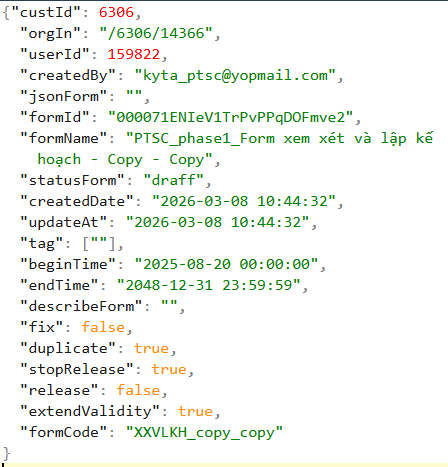 {"custId": 6306,
"orgIn": "/6306/14366",
"userId": 159822,
"createdBy": "kyta_ptsc@yopmail.com",
"jsonForm": "",
"formId": "000071ENIeV1TrPvPPqDOFmve2",
"formName": "PTSC_phase1_Form xem xét và lập kế
hoạch - Copy - Copy",
"statusForm": "draff",
"createdDate": "2026-03-08 10:44:32",
"updateAt": "2026-03-08 10:44:32",
"tag": [""],
"beginTime": "2025-08-20 00:00:00",
"endTime": "2048-12-31 23:59:59",
"describeForm": "",
"fix": false,
"duplicate": true,
"stopRelease": true,
"release": false,
"extendValidity": true,
"formCode": "XXVLKH_copy_copy"
}